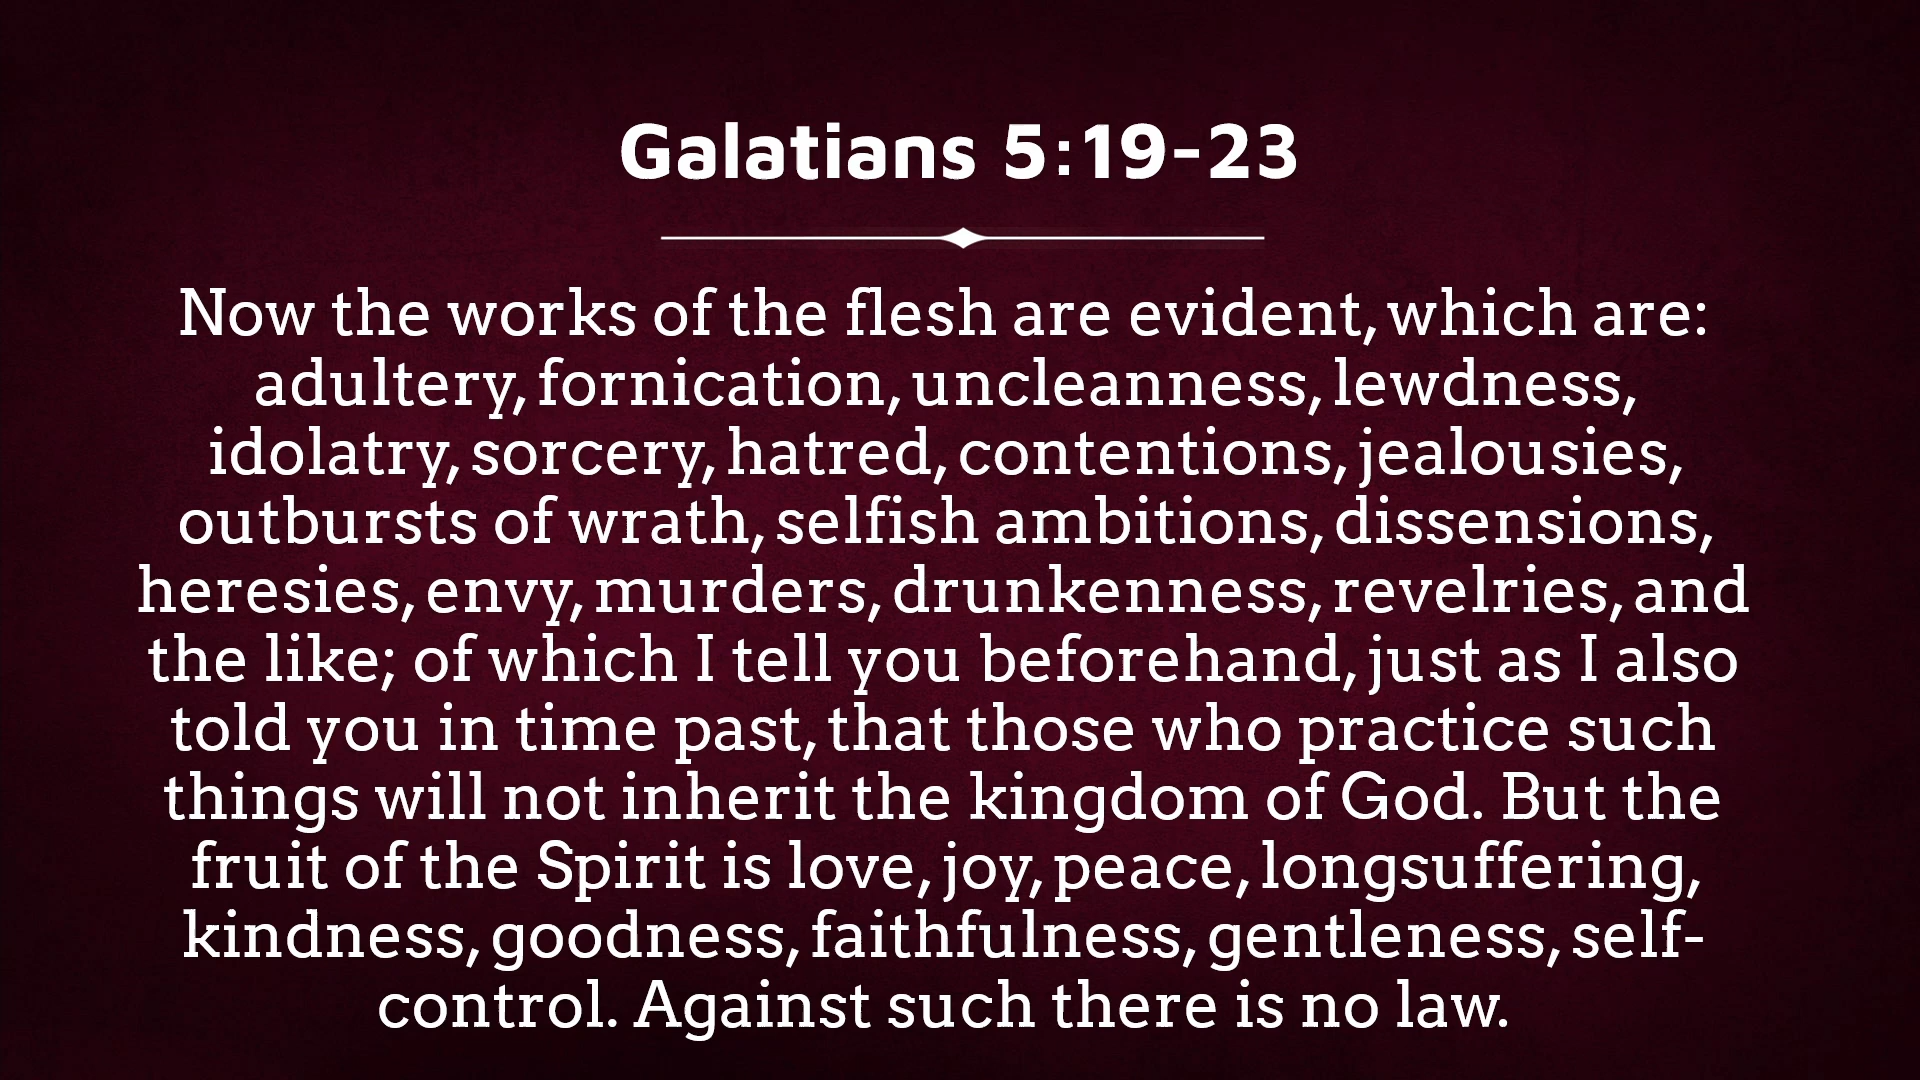 Galatians 5:19-23
Now the works of the flesh are evident, which are:
adultery, fornication, uncleanness, lewdness,
idolatry, sorcery, hatred, contentions, jealousies,
outbursts of wrath, selfish ambitions, dissensions,
heresies, envy, murders, drunkenness, revelries, and
the like; of which I tell you beforehand, just as I also
told you in time past, that those who practice such
things will not inherit the kingdom of God. But the
fruit of the Spirit is love, joy, peace, longsuffering,
kindness, goodness, faithfulness, gentleness, self-
control. Against such there is no law.